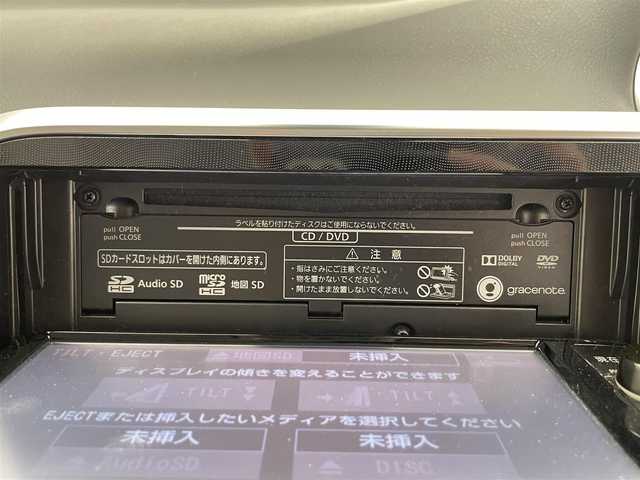 ラベルを貼り付けたディスクはご使用にならないでください。
pull OPEN
push CLOSE
CD / DVD
pull OPEN
push CLOSE
SDカードスロットはカバーを開けた内側にあります。
⚠ 注 意
・指はさみにご注意ください。
・物を置かないでください。
・開けたまま放置しないでください。
DOLBY DIGITAL
DVD VIDEO
SD HC Audio SD
micro SD HC 地図 SD
gracenote.
TILT・EJECT
地図SD
未挿入
ディスプレイの傾きを変えることができます
TILT
TILT
EJECTまたは挿入したいメディアを選択してください
未挿入
未挿入
AudioSD
DISC
現在